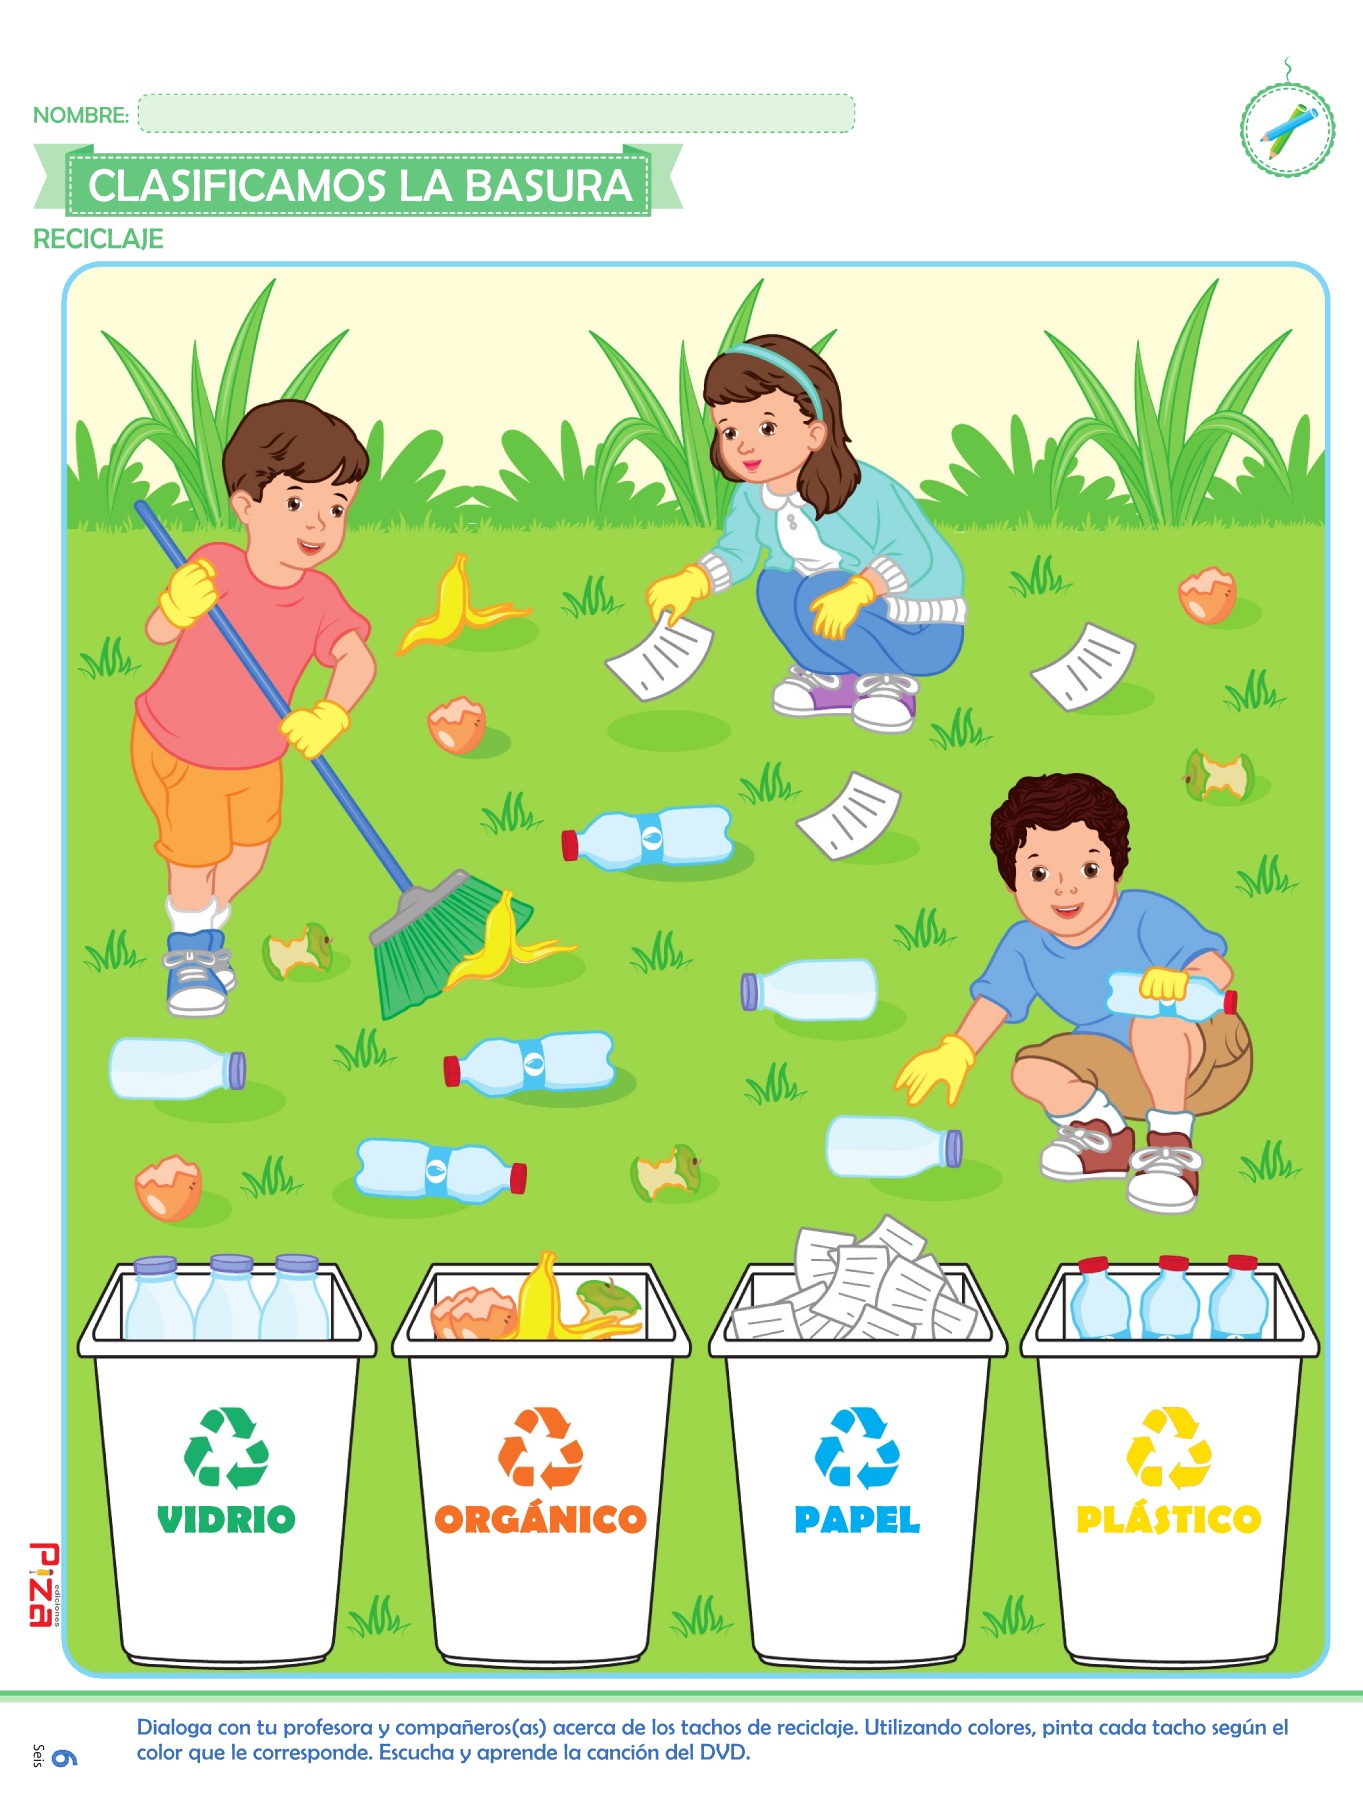 NOMBRE:
CLASIFICAMOS LA BASURA
RECICLAJE
VIDRIO
ORGÁNICO
PAPEL
PLÁSTICO
PIZA
ediciones
Dialoga con tu profesora y compañeros(as) acerca de los tachos de reciclaje. Utilizando colores, pinta cada tacho según el
color que le corresponde. Escucha y aprende la canción del DVD.
6
Seis